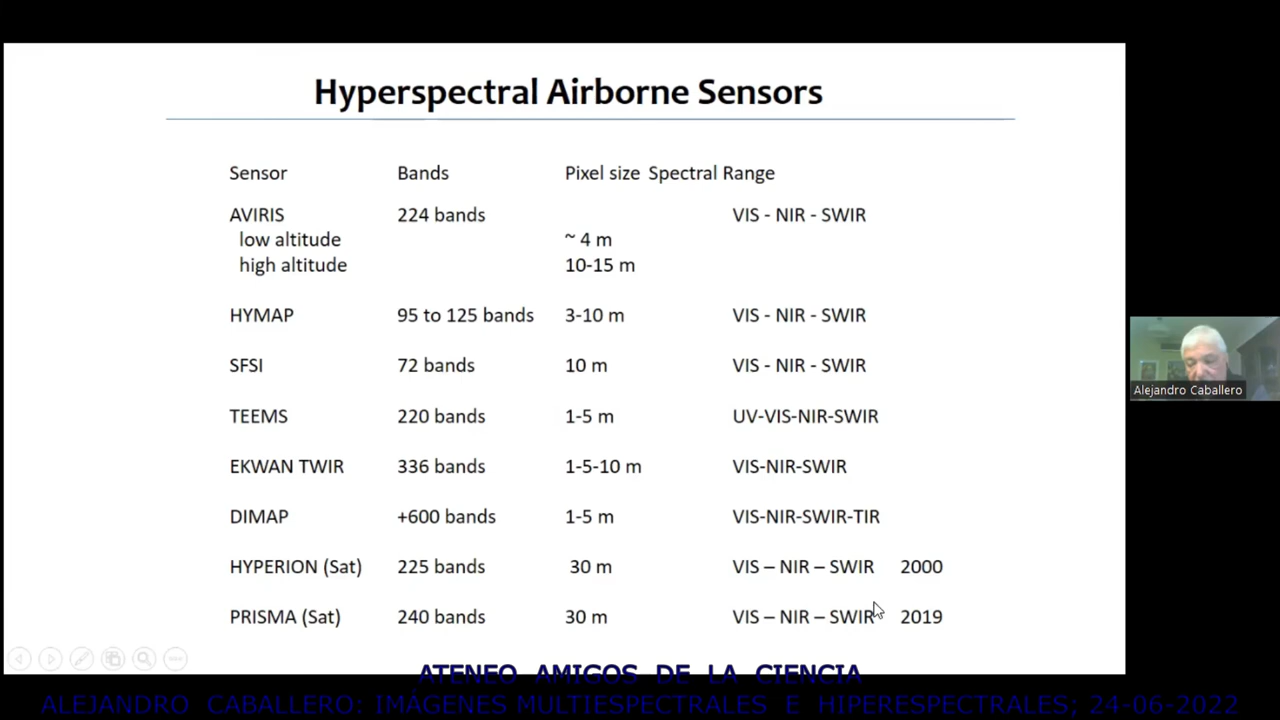 Hyperspectral Airborne Sensors
Sensor Bands Pixel size Spectral Range
AVIRIS 224 bands VIS - NIR - SWIR
low altitude ~ 4 m
high altitude 10-15 m
HYMAP 95 to 125 bands 3-10 m VIS - NIR - SWIR
SFSI 72 bands 10 m VIS - NIR - SWIR
TEEMS 220 bands 1-5 m UV-VIS-NIR-SWIR
EKWAN TWIR 336 bands 1-5-10 m VIS-NIR-SWIR
DIMAP +600 bands 1-5 m VIS-NIR-SWIR-TIR
HYPERION (Sat) 225 bands 30 m VIS – NIR – SWIR 2000
PRISMA (Sat) 240 bands 30 m VIS – NIR – SWIR 2019
Alejandro Caballero
ATENEO AMIGOS DE LA CIENCIA
ALEJANDRO CABALLERO: IMÁGENES MULTIESPECTRALES E HIPERESPECTRALES; 24-06-2022